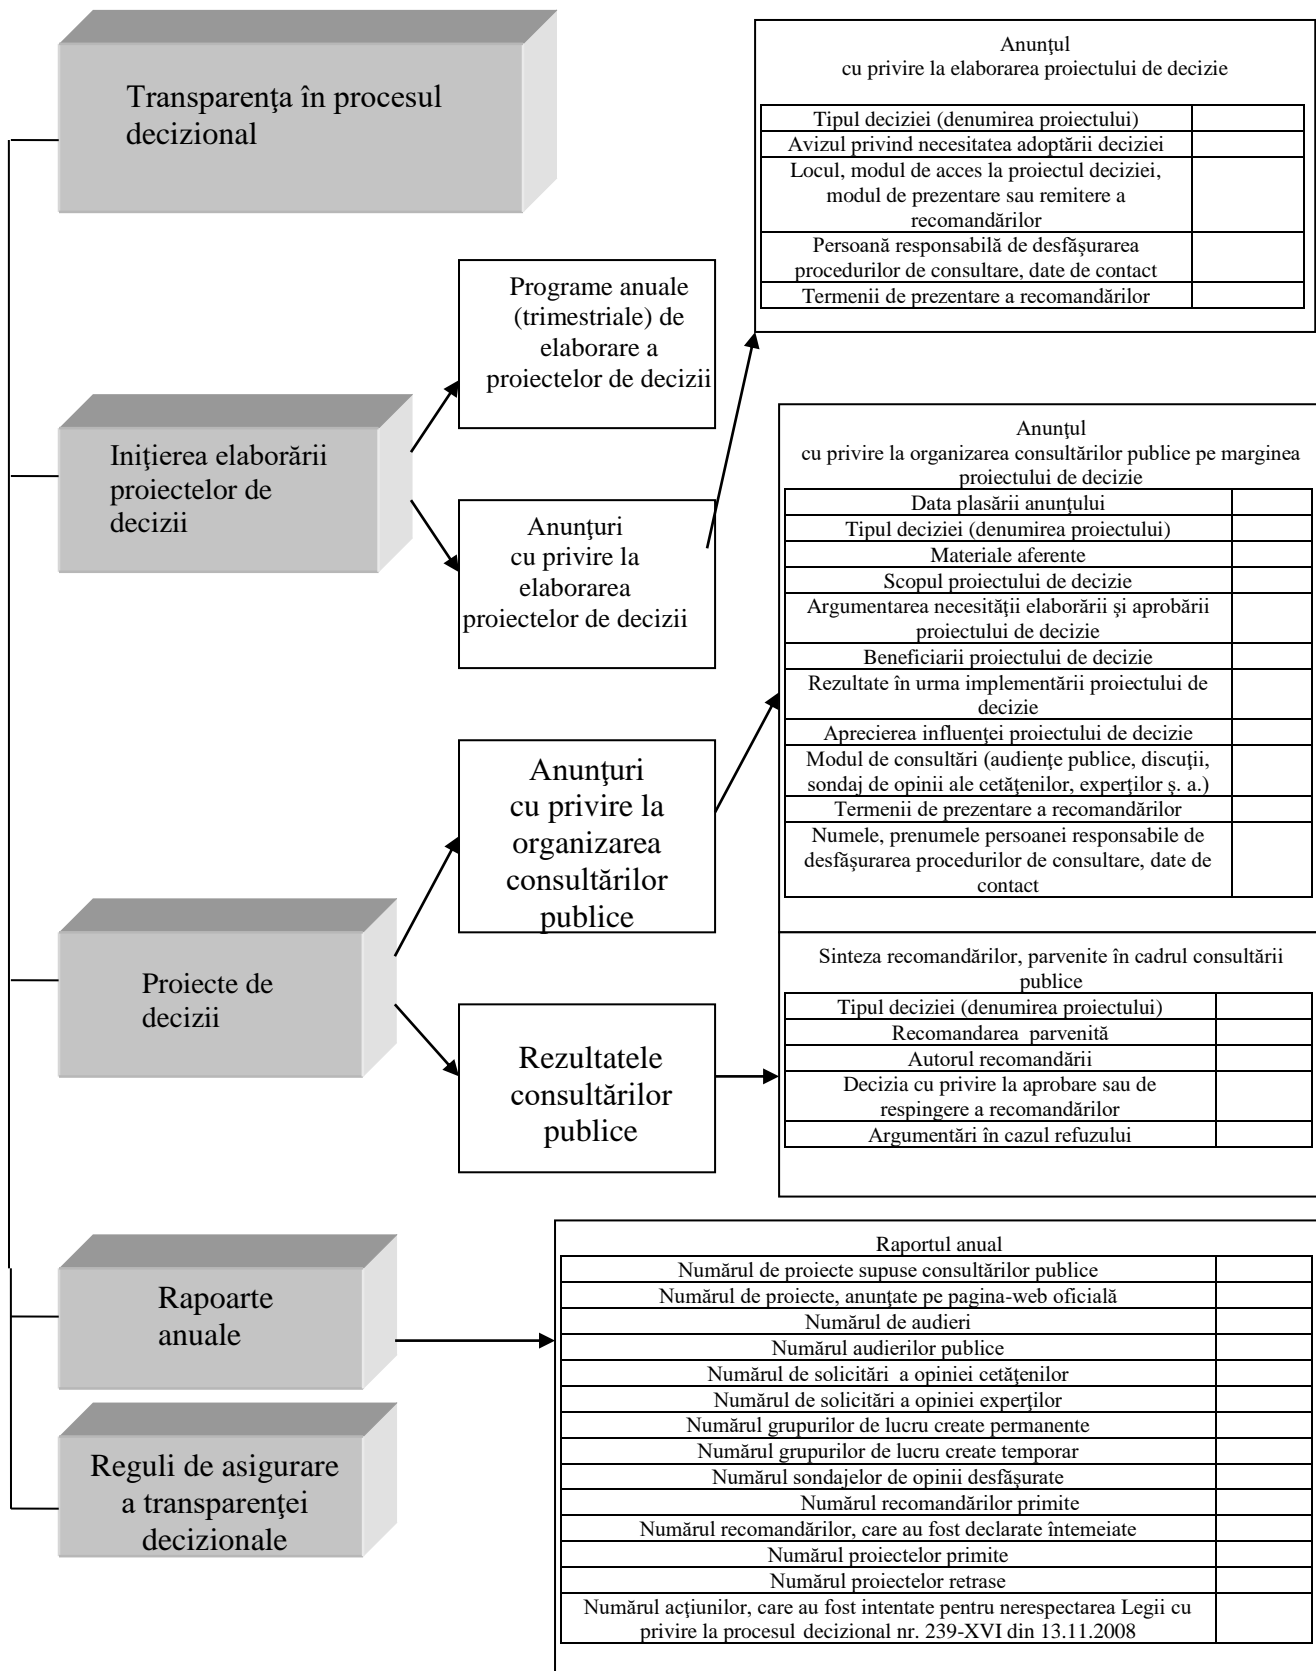 Transparenţa în procesul
decizional
Anunţul
cu privire la elaborarea proiectului de decizie
Tipul deciziei (denumirea proiectului)
Avizul privind necesitatea adoptării deciziei
Locul, modul de acces la proiectul deciziei,
modul de prezentare sau remitere a
recomandărilor
Persoană responsabilă de desfăşurarea
procedurilor de consultare, date de contact
Termenii de prezentare a recomandărilor
Iniţierea elaborării
proiectelor de
decizii
Programe anuale
(trimestriale) de
elaborare a
proiectelor de decizii
Anunţuri
cu privire la
elaborarea
proiectelor de decizii
Anunţul
cu privire la organizarea consultărilor publice pe marginea
proiectului de decizie
Data plasării anunţului
Tipul deciziei (denumirea proiectului)
Materiale aferente
Scopul proiectului de decizie
Argumentarea necesităţii elaborării şi aprobării
proiectului de decizie
Beneficiarii proiectului de decizie
Rezultate în urma implementării proiectului de
decizie
Aprecierea influenţei proiectului de decizie
Modul de consultări (audienţe publice, discuţii,
sondaj de opinii ale cetăţenilor, experţilor ş. a.)
Termenii de prezentare a recomandărilor
Numele, prenumele persoanei responsabile de
desfăşurarea procedurilor de consultare, date de
contact
Proiecte de
decizii
Anunţuri
cu privire la
organizarea
consultărilor
publice
Rezultatele
consultărilor
publice
Sinteza recomandărilor, parvenite în cadrul consultării
publice
Tipul deciziei (denumirea proiectului)
Recomandarea parvenită
Autorul recomandării
Decizia cu privire la aprobare sau de
respingere a recomandărilor
Argumentări în cazul refuzului
Rapoarte
anuale
Raportul anual
Numărul de proiecte supuse consultărilor publice
Numărul de proiecte, anunţate pe pagina-web oficială
Numărul de audieri
Numărul audierilor publice
Numărul de solicitări a opiniei cetăţenilor
Numărul de solicitări a opiniei experţilor
Numărul grupurilor de lucru create permanente
Numărul grupurilor de lucru create temporar
Numărul sondajelor de opinii desfăşurate
Numărul recomandărilor primite
Numărul recomandărilor, care au fost declarate întemeiate
Numărul proiectelor primite
Numărul proiectelor retrase
Numărul acţiunilor, care au fost intentate pentru nerespectarea Legii cu
privire la procesul decizional nr. 239-XVI din 13.11.2008
Reguli de asigurare
a transparenţei
decizionale